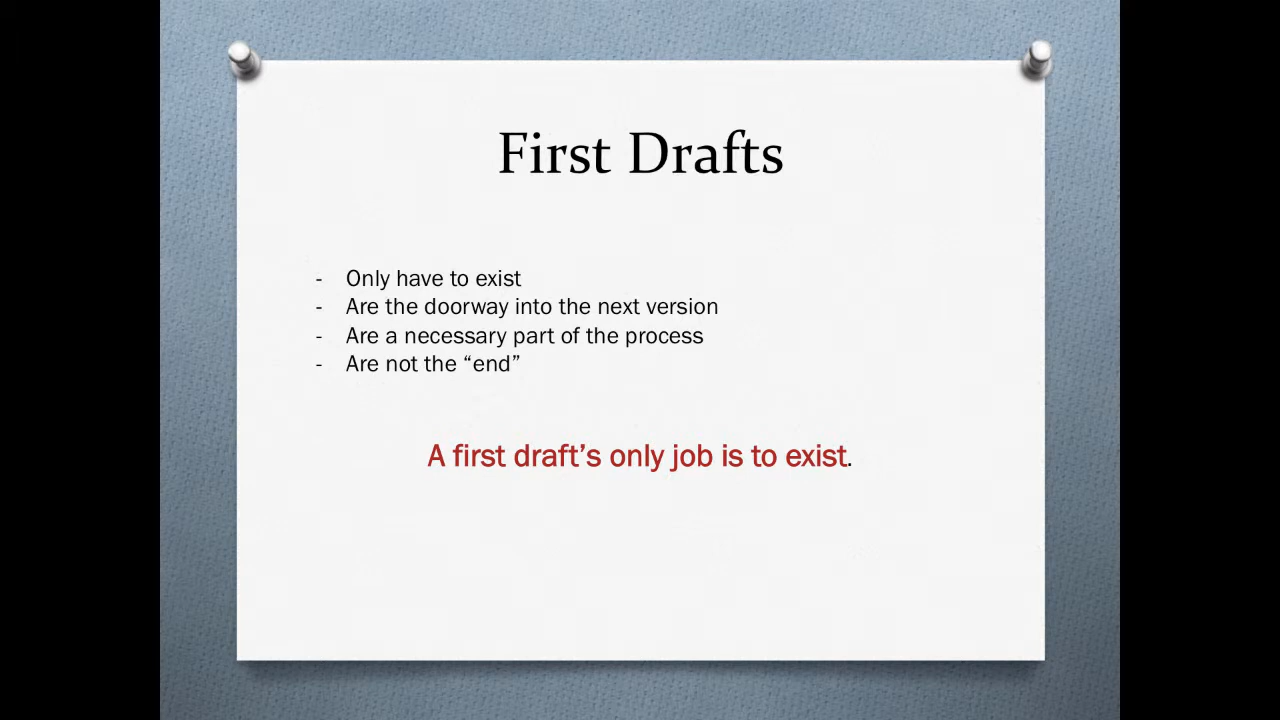 First Drafts
- Only have to exist
- Are the doorway into the next version
- Are a necessary part of the process
- Are not the “end”
A first draft’s only job is to exist.